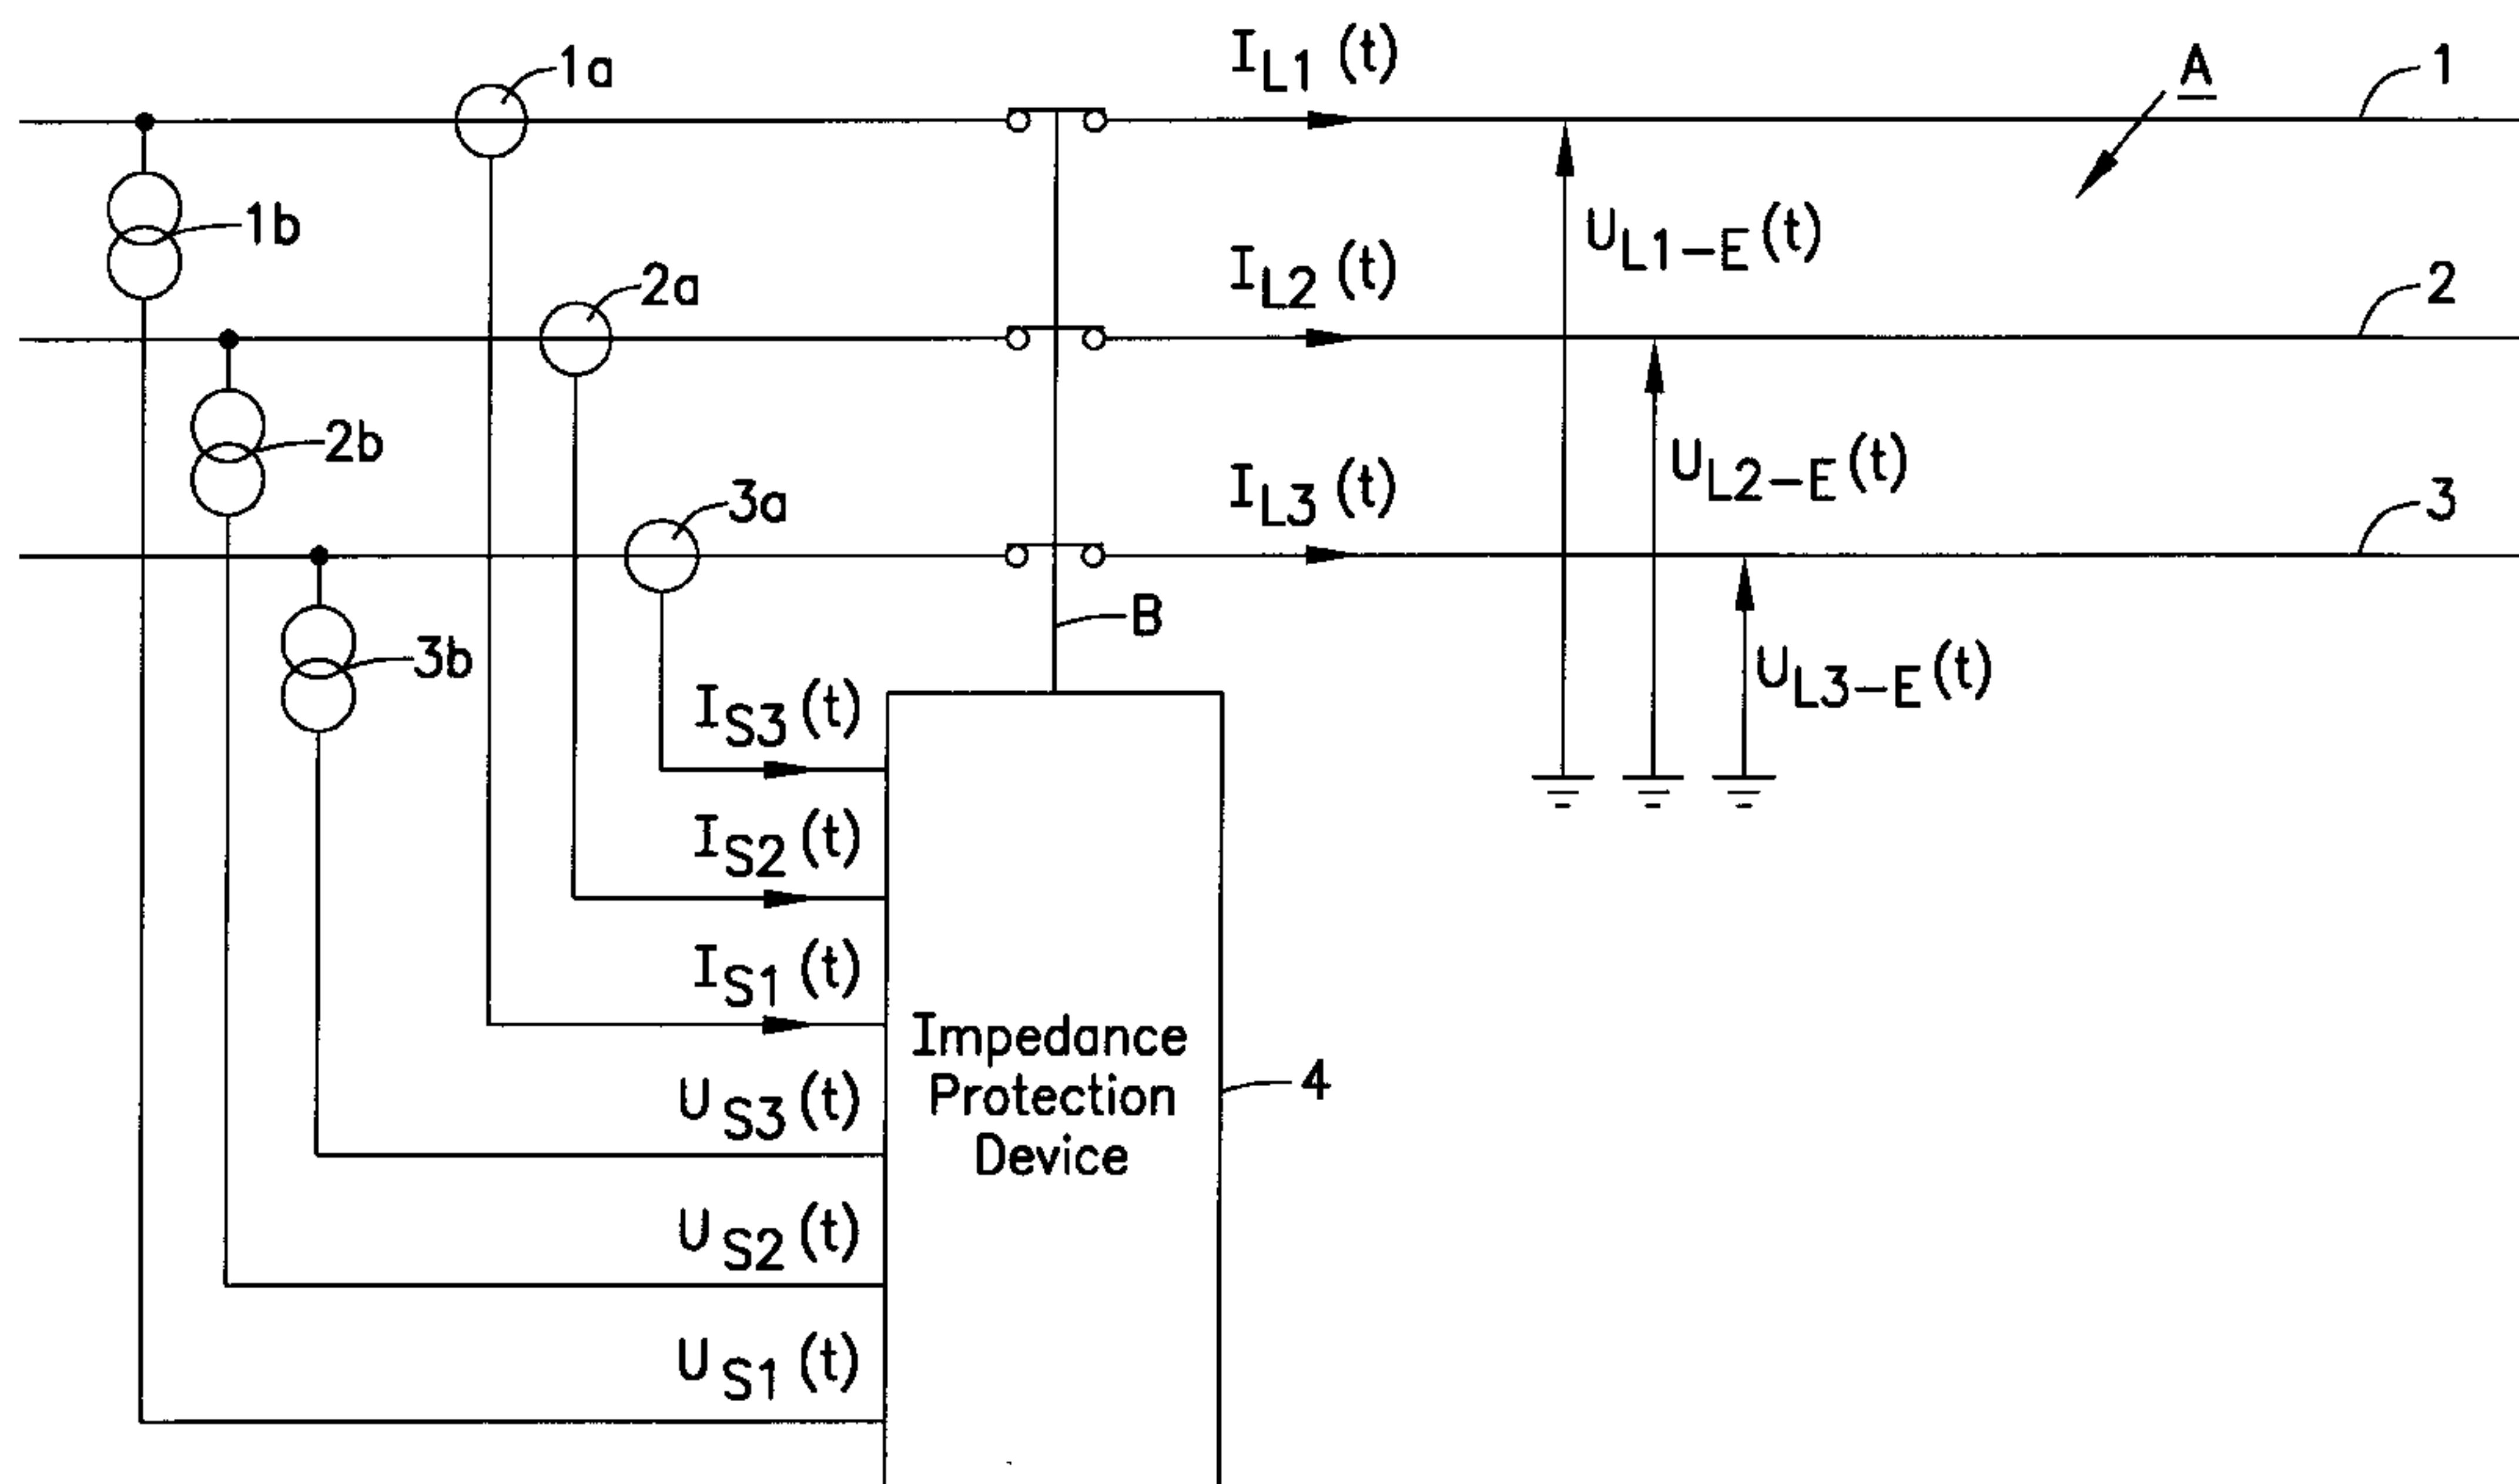 I_L1(t)
A
1
1a
1b
U_L1-E(t)
I_L2(t)
2
2a
2b
U_L2-E(t)
I_L3(t)
3
3a
B
3b
U_L3-E(t)
I_S3(t)
I_S2(t)
I_S1(t)
Impedance
Protection
Device
4
U_S3(t)
U_S2(t)
U_S1(t)